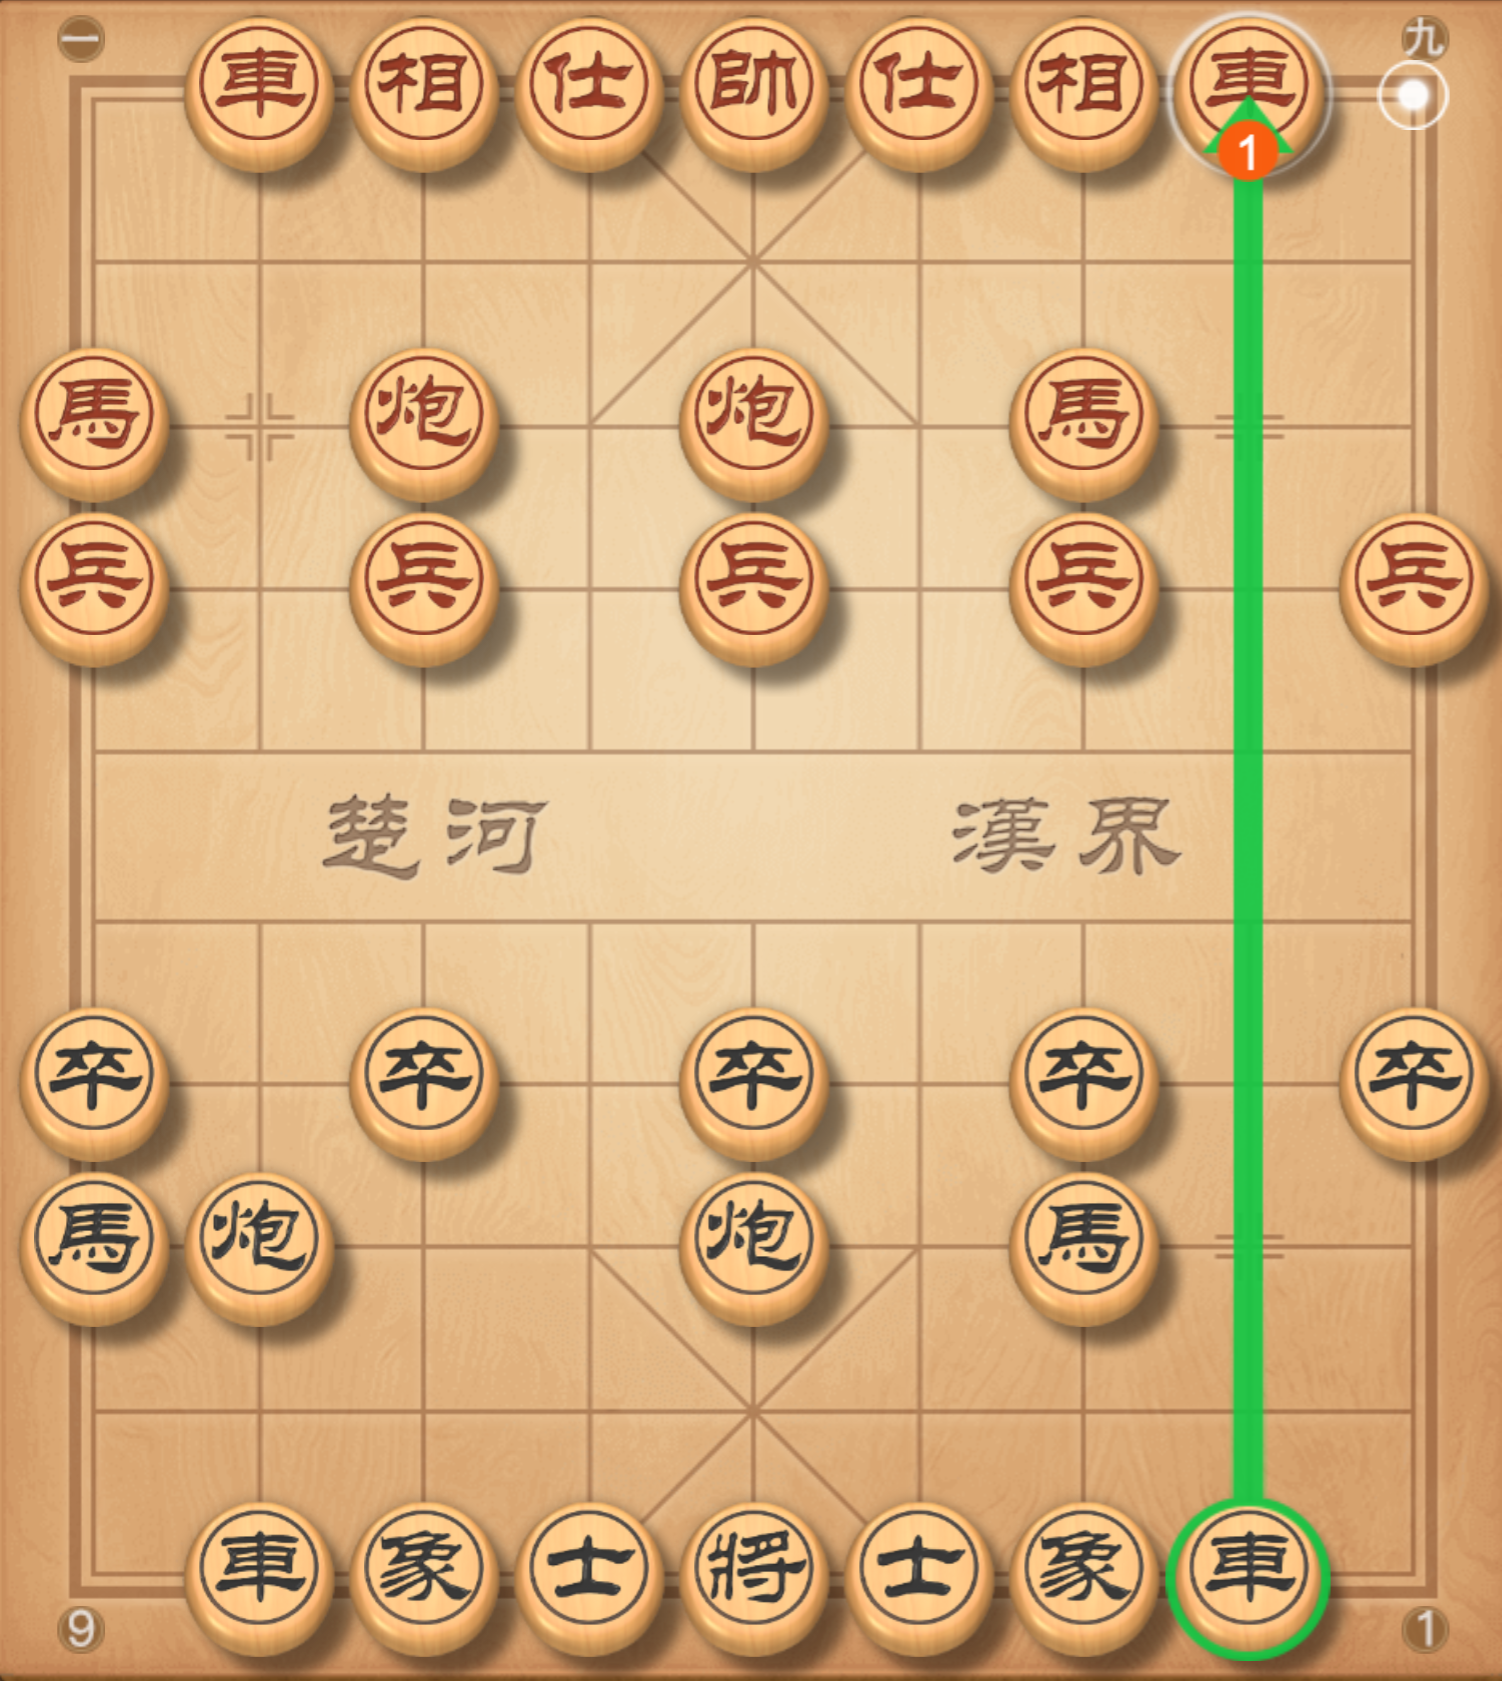 一 九
車 相 仕 帥 仕 相 車
1
馬 炮 炮 馬
兵 兵 兵 兵 兵
楚河 漢界
卒 卒 卒 卒 卒
馬 炮 炮 馬
車 象 士 將 士 象 車
9 1